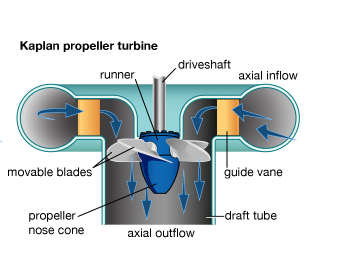 Kaplan propeller turbine
driveshaft
runner
axial inflow
movable blades
guide vane
propeller
nose cone
draft tube
axial outflow